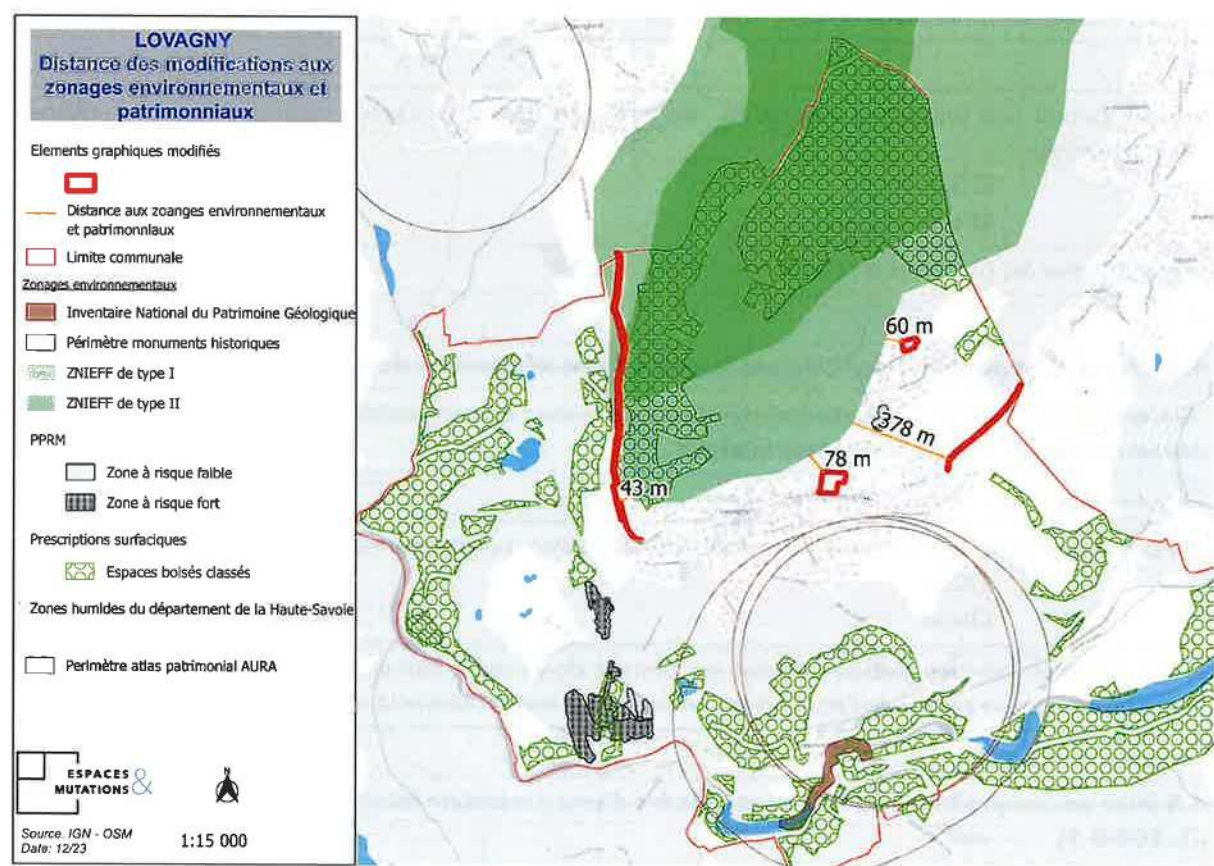 LOVAGNY
Distance des modifications aux
zonages environnementaux et
patrimonniaux
Elements graphiques modifiés
Distance aux zoanges environnementaux
et patrimonniaux
Limite communale
Zonages environnementaux
Inventaire National du Patrimoine Géologique
Périmètre monuments historiques
ZNIEFF de type I
ZNIEFF de type II
PPRM
Zone à risque faible
Zone à risque fort
Prescriptions surfaciques
Espaces boisés classés
Zones humides du département de la Haute-Savoie
Perimètre atlas patrimonial AURA
ESPACES &
MUTATIONS
N
Source. IGN - OSM
Date: 12/23
1:15 000
60 m
378 m
78 m
43 m